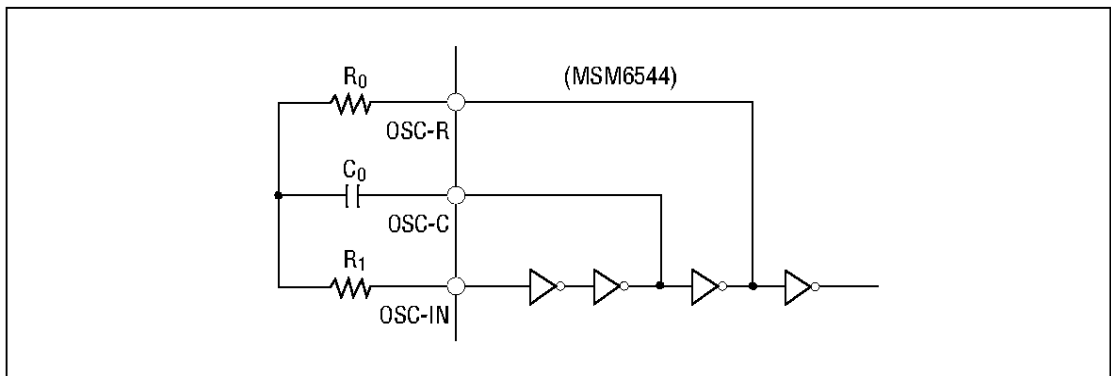 R0
(MSM6544)
OSC-R
C0
OSC-C
R1
OSC-IN